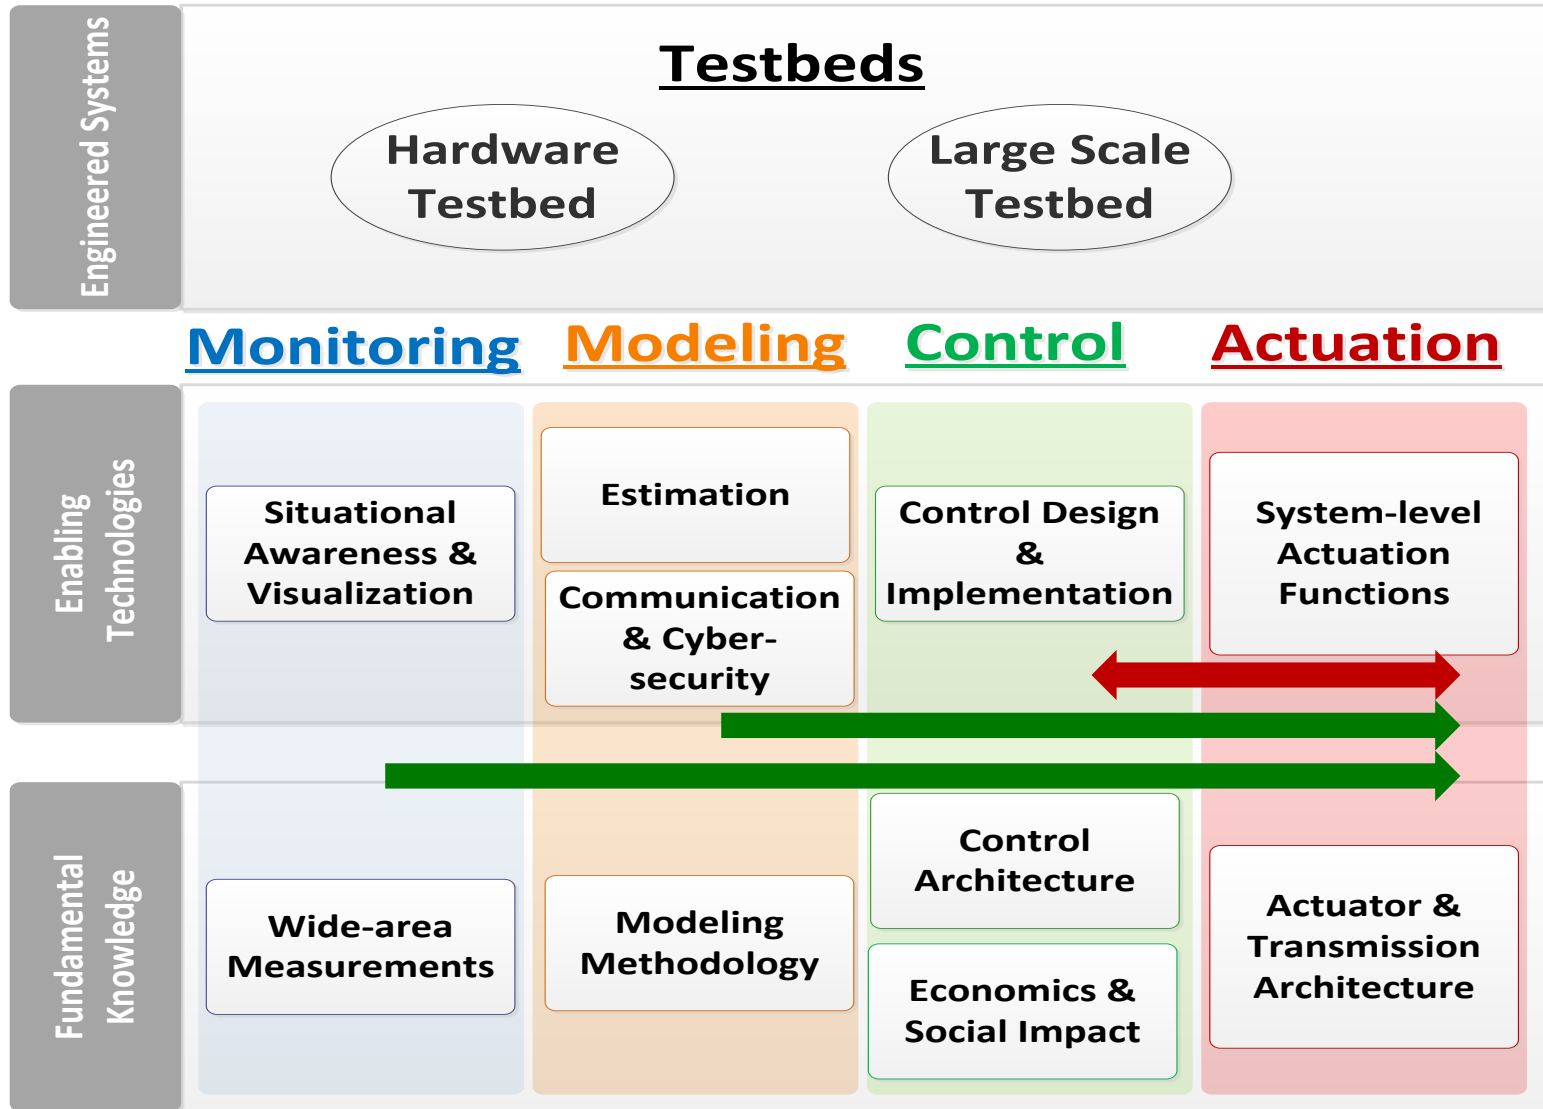 Engineered Systems
Testbeds
Hardware
Testbed
Large Scale
Testbed
Monitoring
Modeling
Control
Actuation
Enabling
Technologies
Situational
Awareness &
Visualization
Estimation
Communication
& Cyber-
security
Control Design
&
Implementation
System-level
Actuation
Functions
Fundamental
Knowledge
Wide-area
Measurements
Modeling
Methodology
Control
Architecture
Economics &
Social Impact
Actuator &
Transmission
Architecture